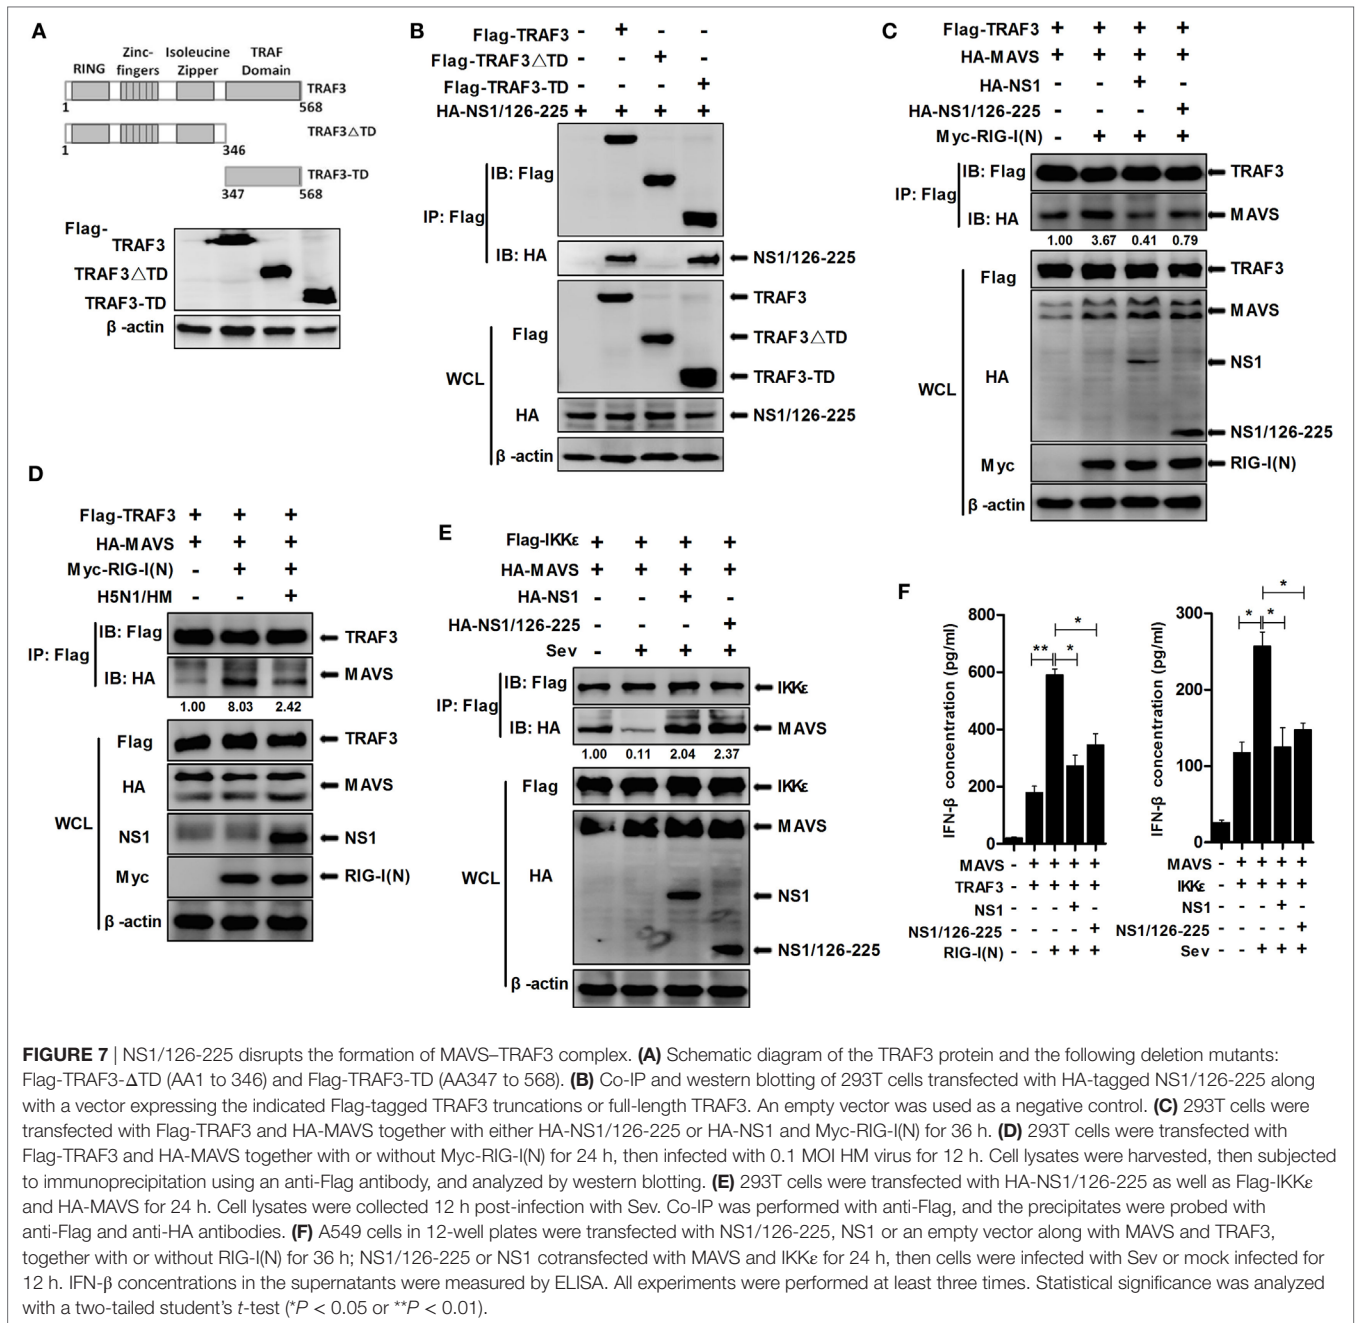 A
Zinc-  Isoleucine  TRAF
RING  fingers  Zipper  Domain
TRAF3
1  568
TRAF3△TD
1  346
TRAF3-TD
347  568
Flag-
TRAF3
TRAF3△TD
TRAF3-TD
β -actin
B
Flag-TRAF3  -  +  -  -
Flag-TRAF3△TD  -  -  +  -
Flag-TRAF3-TD  -  -  -  +
HA-NS1/126-225  +  +  +  +
IB: Flag
IP: Flag
IB: HA  NS1/126-225
TRAF3
Flag  TRAF3△TD
WCL  TRAF3-TD
HA  NS1/126-225
β -actin
C
Flag-TRAF3  +  +  +  +
HA-MAVS  +  +  +  +
HA-NS1  -  -  +  -
HA-NS1/126-225  -  -  -  +
Myc-RIG-I(N)  -  +  +  +
IB: Flag  TRAF3
IP: Flag
IB: HA  MAVS
1.00  3.67  0.41  0.79
Flag  TRAF3
MAVS
NS1
HA
WCL
NS1/126-225
Myc  RIG-I(N)
β -actin
D
Flag-TRAF3  +  +  +
HA-MAVS  +  +  +
Myc-RIG-I(N)  -  +  +
H5N1/HM  -  -  +
IB: Flag  TRAF3
IP: Flag
IB: HA  MAVS
1.00  8.03  2.42
Flag  TRAF3
HA  MAVS
WCL
NS1  NS1
Myc  RIG-I(N)
β -actin
E
Flag-IKKε  +  +  +  +
HA-MAVS  +  +  +  +
HA-NS1  -  -  +  -
HA-NS1/126-225  -  -  -  +
Sev  -  +  +  +
IB: Flag  IKKε
IP: Flag
IB: HA  MAVS
1.00  0.11  2.04  2.37
Flag  IKKε
MAVS
WCL  HA
NS1
NS1/126-225
β -actin
F
IFN-β concentration (pg/ml)
800
600
400
200
0
**  *  *
MAVS  -  +  +  +  +
TRAF3  -  +  +  +  +
NS1  -  -  -  +  -
NS1/126-225  -  -  -  -  +
RIG-I(N)  -  -  +  +  +
IFN-β concentration (pg/ml)
300
200
100
0
*  *  *
MAVS  -  +  +  +  +
IKKε  -  +  +  +  +
NS1  -  -  -  +  -
NS1/126-225  -  -  -  -  +
Sev  -  -  +  +  +
FIGURE 7 | NS1/126-225 disrupts the formation of MAVS–TRAF3 complex. (A) Schematic diagram of the TRAF3 protein and the following deletion mutants:
Flag-TRAF3-ΔTD (AA1 to 346) and Flag-TRAF3-TD (AA347 to 568). (B) Co-IP and western blotting of 293T cells transfected with HA-tagged NS1/126-225 along
with a vector expressing the indicated Flag-tagged TRAF3 truncations or full-length TRAF3. An empty vector was used as a negative control. (C) 293T cells were
transfected with Flag-TRAF3 and HA-MAVS together with either HA-NS1/126-225 or HA-NS1 and Myc-RIG-I(N) for 36 h. (D) 293T cells were transfected with
Flag-TRAF3 and HA-MAVS together with or without Myc-RIG-I(N) for 24 h, then infected with 0.1 MOI HM virus for 12 h. Cell lysates were harvested, then subjected
to immunoprecipitation using an anti-Flag antibody, and analyzed by western blotting. (E) 293T cells were transfected with HA-NS1/126-225 as well as Flag-IKKε
and HA-MAVS for 24 h. Cell lysates were collected 12 h post-infection with Sev. Co-IP was performed with anti-Flag, and the precipitates were probed with
anti-Flag and anti-HA antibodies. (F) A549 cells in 12-well plates were transfected with NS1/126-225, NS1 or an empty vector along with MAVS and TRAF3,
together with or without RIG-I(N) for 36 h; NS1/126-225 or NS1 cotransfected with MAVS and IKKε for 24 h, then cells were infected with Sev or mock infected for
12 h. IFN-β concentrations in the supernatants were measured by ELISA. All experiments were performed at least three times. Statistical significance was analyzed
with a two-tailed student's t-test (*P < 0.05 or **P < 0.01).